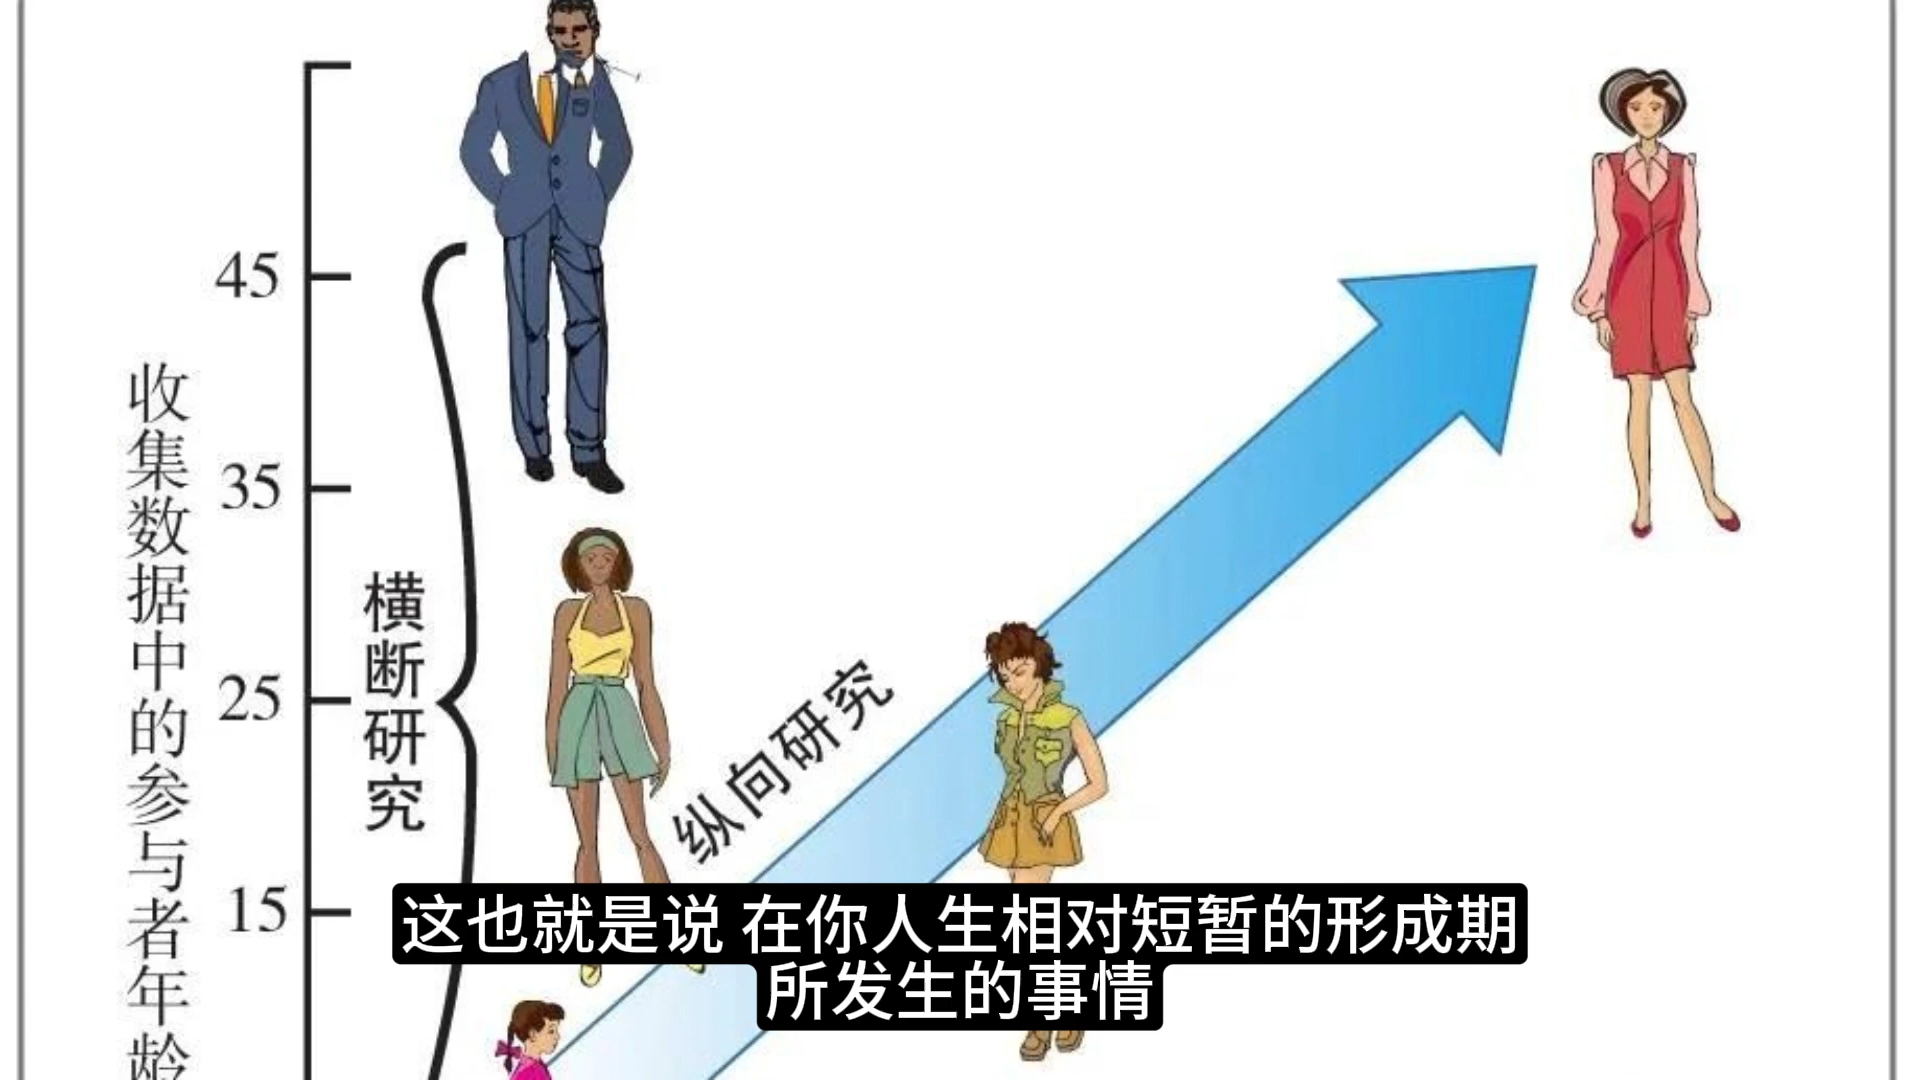 收集数据中的参与者年龄
45
35
25
15
横断研究
纵向研究
这也就是说 在你人生相对短暂的形成期
所发生的事情